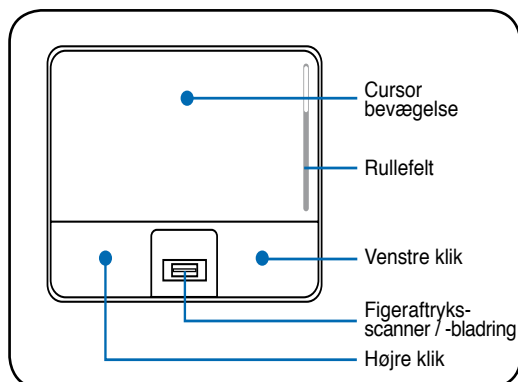 Cursor
bevægelse
Rullefelt
Venstre klik
Figeraftryks-
scanner / -bladring
Højre klik